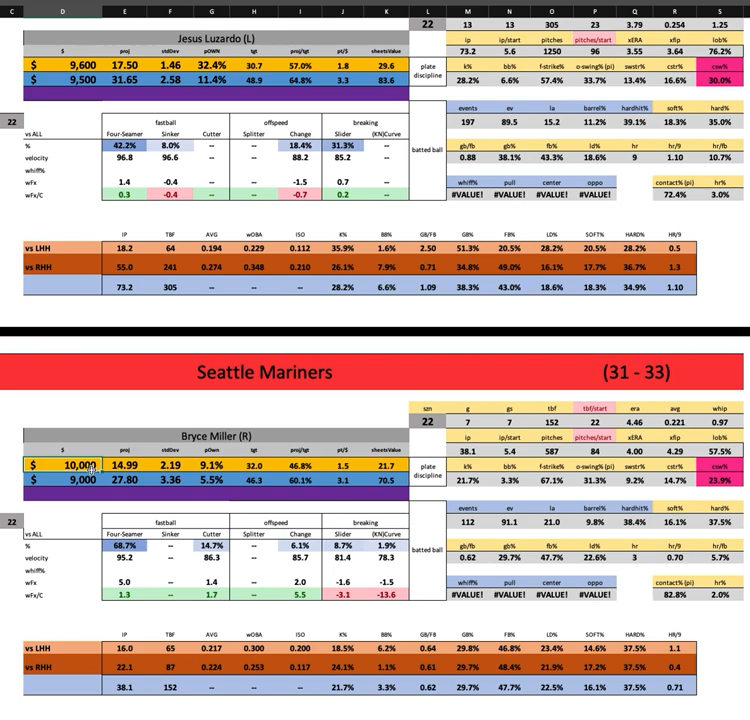 C D E F G H I J K L M N O P Q R S
22 13 13 305 23 3.79 0.254 1.25
Jesus Luzardo (L) ip ip/start pitches pitches/start xERA xfip lob%
$ proj stdDev pOWN tgt proj/tgt pt/$ sheetsValue 73.2 5.6 1250 96 3.55 3.64 76.2%
$ 9,600 17.50 1.46 32.4% 30.7 57.0% 1.8 29.6 plate discipline k% bb% f-strike% o-swing% (pi) swstr% cstr% csw%
$ 9,500 31.65 2.58 11.4% 48.9 64.8% 3.3 83.6 28.2% 6.6% 57.4% 33.7% 13.4% 16.6% 30.0%
events ev la barrel% hardhit% soft% hard%
22 fastball offspeed breaking 197 89.5 15.2 11.2% 39.1% 18.3% 35.0%
vs ALL Four-Seamer Sinker Cutter Splitter Change Slider (KN)Curve
% 42.2% 8.0% -- -- 18.4% 31.3% -- batted ball gb/fb gb% fb% ld% hr hr/9 hr/fb
velocity 96.8 96.6 -- -- 88.2 85.2 -- 0.88 38.1% 43.3% 18.6% 9 1.10 10.7%
whiff%
wFx 1.4 -0.4 -- -- -1.5 0.7 -- whiff% pull center oppo contact% (pi) hr%
wFx/C 0.3 -0.4 -- -- -0.7 0.2 -- #VALUE! #VALUE! #VALUE! #VALUE! 72.4% 3.0%
IP TBF AVG wOBA ISO K% BB% GB/FB GB% FB% LD% SOFT% HARD% HR/9
vs LHH 18.2 64 0.194 0.229 0.112 35.9% 1.6% 2.50 51.3% 20.5% 28.2% 20.5% 28.2% 0.5
vs RHH 55.0 241 0.274 0.348 0.210 26.1% 7.9% 0.71 34.8% 49.0% 16.1% 17.7% 36.7% 1.3
73.2 305 -- -- -- 28.2% 6.6% 1.09 38.3% 43.0% 18.6% 18.3% 34.9% 1.10
Seattle Mariners (31 - 33)
szn g gs tbf tbf/start era avg whip
22 7 7 152 22 4.46 0.221 0.97
Bryce Miller (R) ip ip/start pitches pitches/start xERA xfip lob%
$ proj stdDev pOwn tgt proj/tgt pt/$ sheetsValue 38.1 5.4 587 84 4.00 4.29 57.5%
$ 10,000 14.99 2.19 9.1% 32.0 46.8% 1.5 21.7 plate discipline k% bb% f-strike% o-swing% (pi) swstr% cstr% csw%
$ 9,000 27.80 3.36 5.5% 46.3 60.1% 3.1 70.5 21.7% 3.3% 67.1% 31.3% 9.2% 14.7% 23.9%
events ev la barrel% hardhit% soft% hard%
22 fastball offspeed breaking 112 91.1 21.0 9.8% 38.4% 16.1% 37.5%
vs ALL Four-Seamer Sinker Cutter Splitter Change Slider (KN)Curve
% 68.7% -- 14.7% -- 6.1% 8.7% 1.9% batted ball gb/fb gb% fb% ld% hr hr/9 hr/fb
velocity 95.2 -- 86.3 -- 85.7 81.4 78.3 0.62 29.7% 47.7% 22.6% 3 0.70 5.7%
whiff%
wFx 5.0 -- 1.4 -- 2.0 -1.6 -1.5 whiff% pull center oppo contact% (pi) hr%
wFx/C 1.3 -- 1.7 -- 5.5 -3.1 -13.6 #VALUE! #VALUE! #VALUE! #VALUE! 82.8% 2.0%
IP TBF AVG wOBA ISO K% BB% GB/FB GB% FB% LD% SOFT% HARD% HR/9
vs LHH 16.0 65 0.217 0.300 0.200 18.5% 6.2% 0.64 29.8% 46.8% 23.4% 14.6% 37.5% 1.1
vs RHH 22.1 87 0.224 0.253 0.117 24.1% 1.1% 0.61 29.7% 48.4% 21.9% 17.2% 37.5% 0.4
38.1 152 -- -- -- 21.7% 3.3% 0.62 29.7% 47.7% 22.5% 16.1% 37.5% 0.71